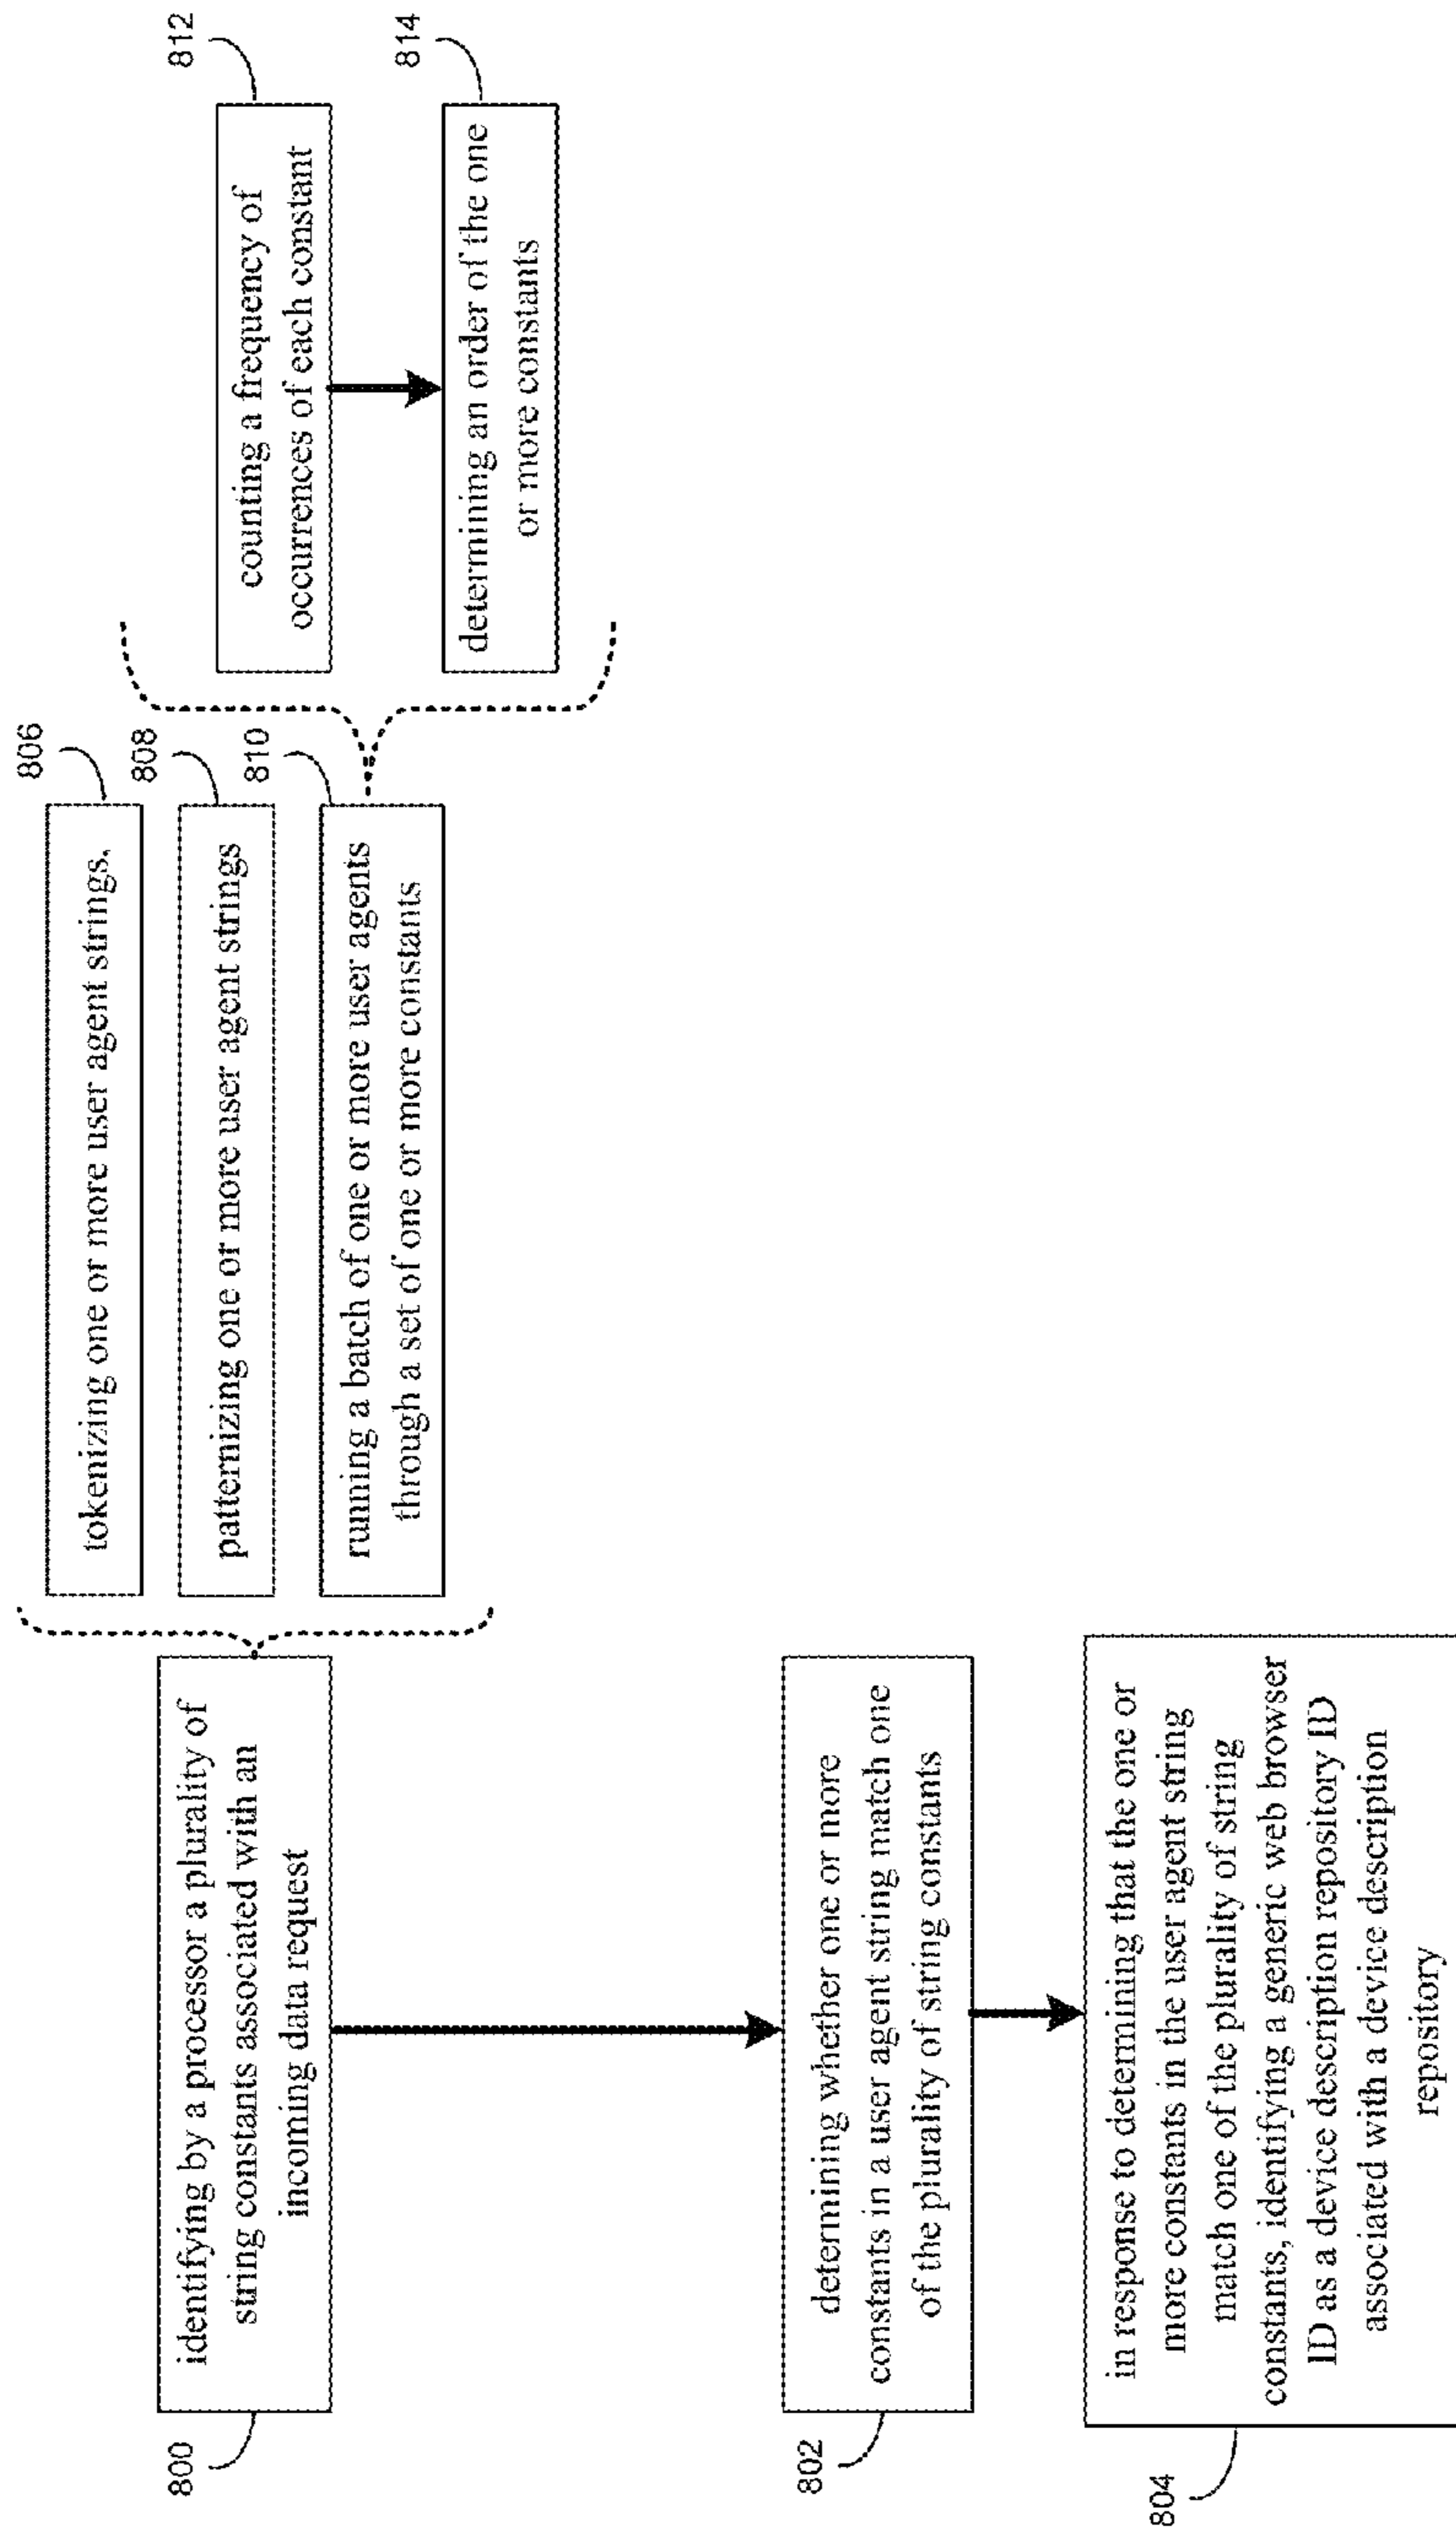 800
identifying by a processor a plurality of
string constants associated with an
incoming data request
806
tokenizing one or more user agent strings.
808
patternizing one or more user agent strings
810
running a batch of one or more user agents
through a set of one or more constants
812
counting a frequency of
occurrences of each constant
814
determining an order of the one
or more constants
802
determining whether one or more
constants in a user agent string match one
of the plurality of string constants
804
in response to determining that the one or
more constants in the user agent string
match one of the plurality of string
constants, identifying a generic web browser
ID as a device description repository ID
associated with a device description
repository